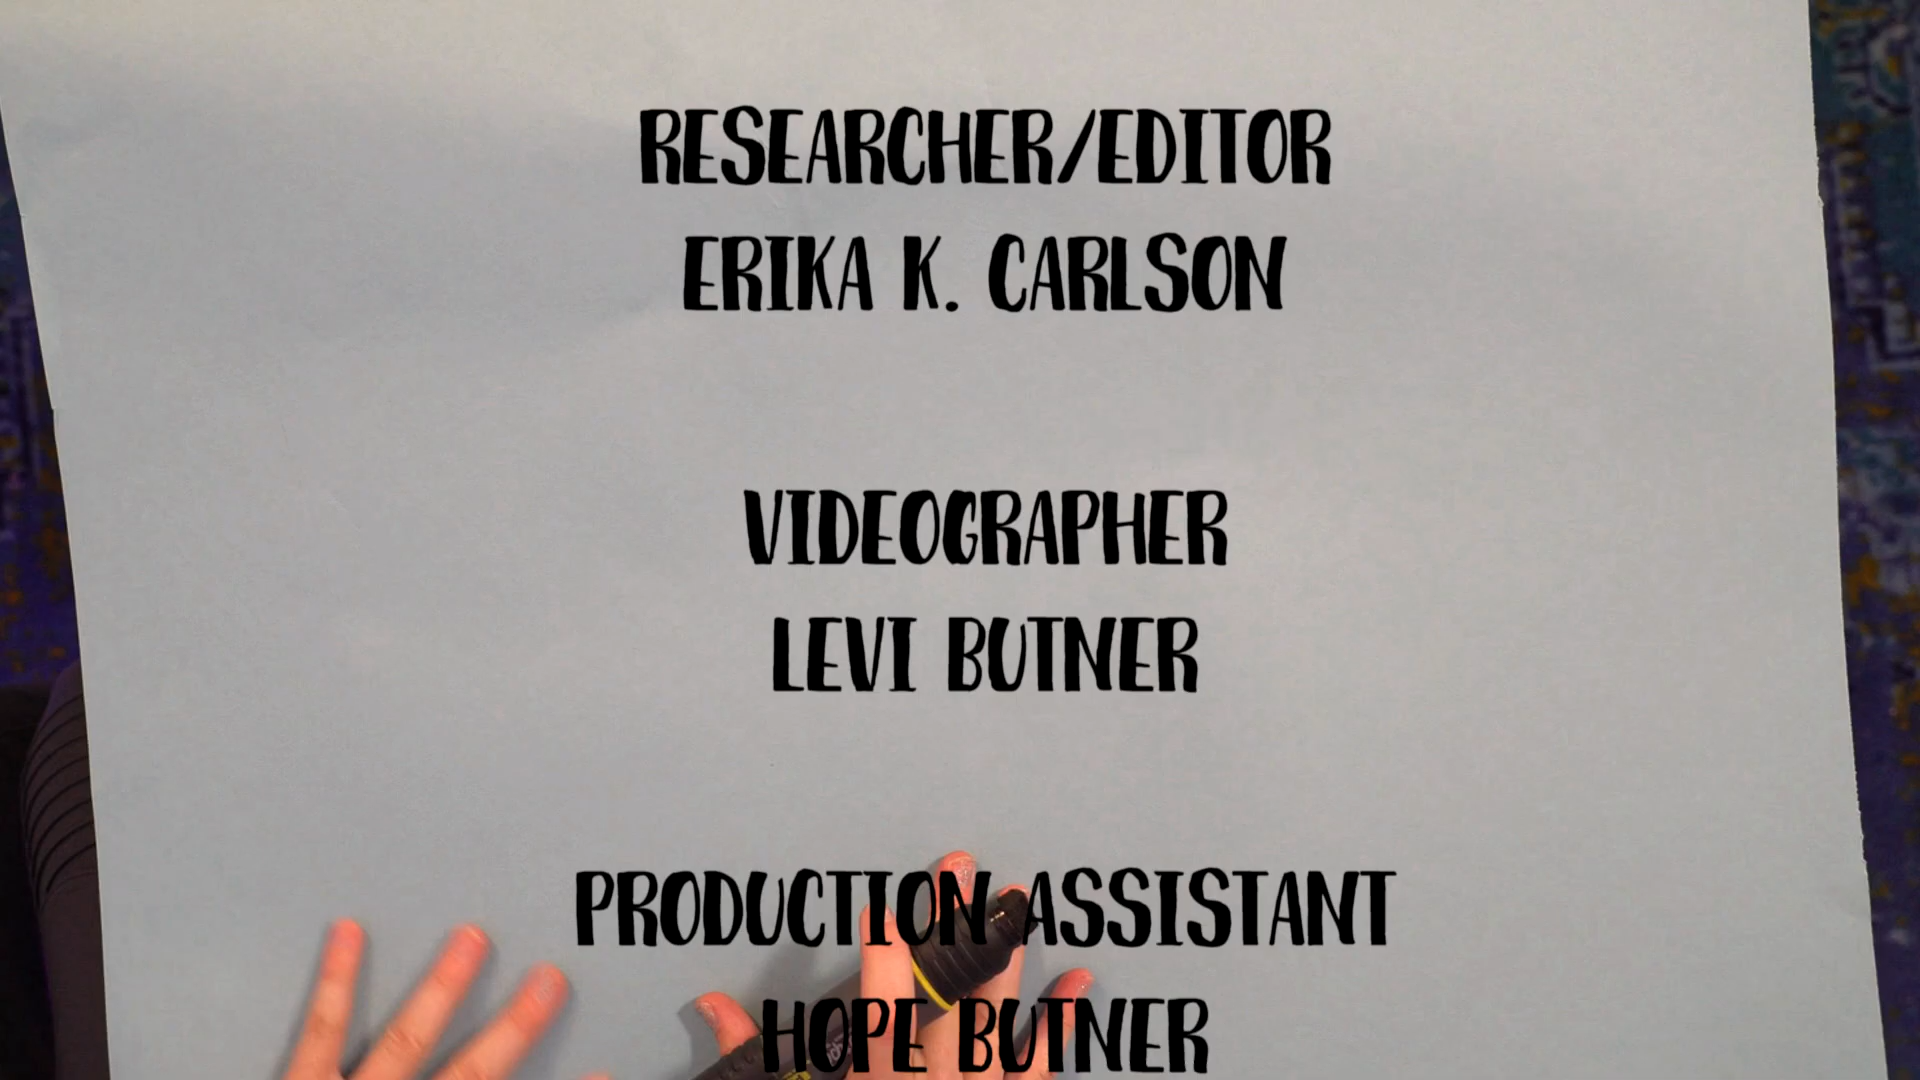 RESEARCHER/EDITOR
ERIKA K. CARLSON
VIDEOGRAPHER
LEVI BUTNER
PRODUCTION ASSISTANT
HOPE BUTNER